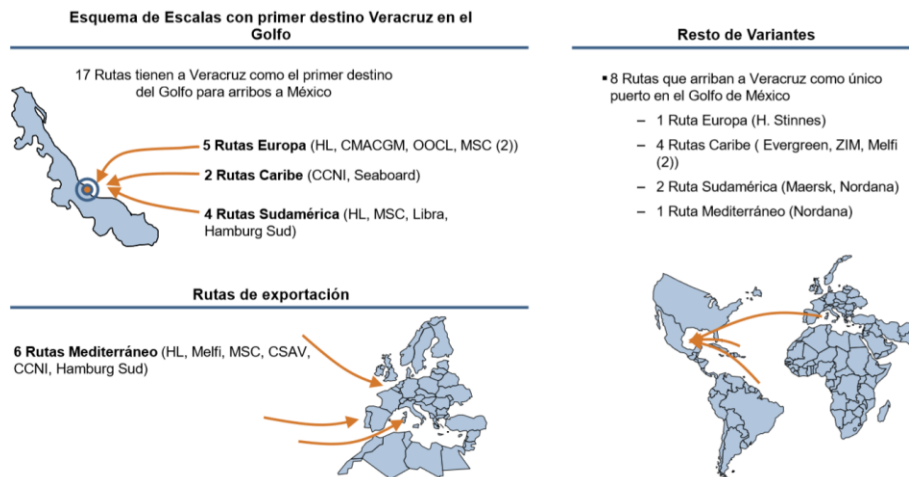 Esquema de Escalas con primer destino Veracruz en el
Golfo
17 Rutas tienen a Veracruz como el primer destino
del Golfo para arribos a México
5 Rutas Europa (HL, CMACGM, OOCL, MSC (2))
2 Rutas Caribe (CCNI, Seaboard)
4 Rutas Sudamérica (HL, MSC, Libra,
Hamburg Sud)
Rutas de exportación
6 Rutas Mediterráneo (HL, Melfi, MSC, CSAV,
CCNI, Hamburg Sud)
Resto de Variantes
▪ 8 Rutas que arriban a Veracruz como único
puerto en el Golfo de México
– 1 Ruta Europa (H. Stinnes)
– 4 Rutas Caribe ( Evergreen, ZIM, Melfi
(2))
– 2 Ruta Sudamérica (Maersk, Nordana)
– 1 Ruta Mediterráneo (Nordana)